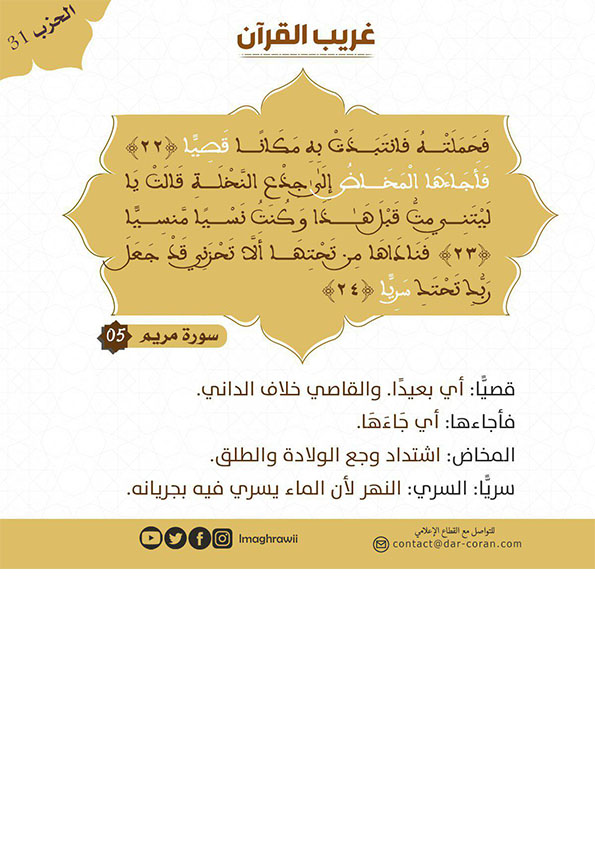 الحزب 31
غريب القرآن
فَحَمَلَتْهُ فَانتَبَذَتْ بِهِ مَكَانًا قَصِيًّا ﴿٢٢﴾
فَأَجَاءَهَا الْمَخَاضُ إِلَىٰ جِذْعِ النَّخْلَةِ قَالَتْ يَا
لَيْتَنِي مِتُّ قَبْلَ هَٰذَا وَكُنتُ نَسْيًا مَّنسِيًّا
﴿٢٣﴾ فَنَادَاهَا مِن تَحْتِهَا أَلَّا تَحْزَنِي قَدْ جَعَلَ
رَبُّكِ تَحْتَكِ سَرِيًّا ﴿٢٤﴾
سورة مريم 05
قصيًّا: أي بعيدًا. والقاصي خلاف الداني.
فأجاءها: أي جَاءَهَا.
المخاض: اشتداد وجع الولادة والطلق.
سريًّا: السري: النهر لأن الماء يسري فيه بجريانه.
للتواصل مع القطاع الإعلامي
contact@dar-coran.com
lmaghrawii